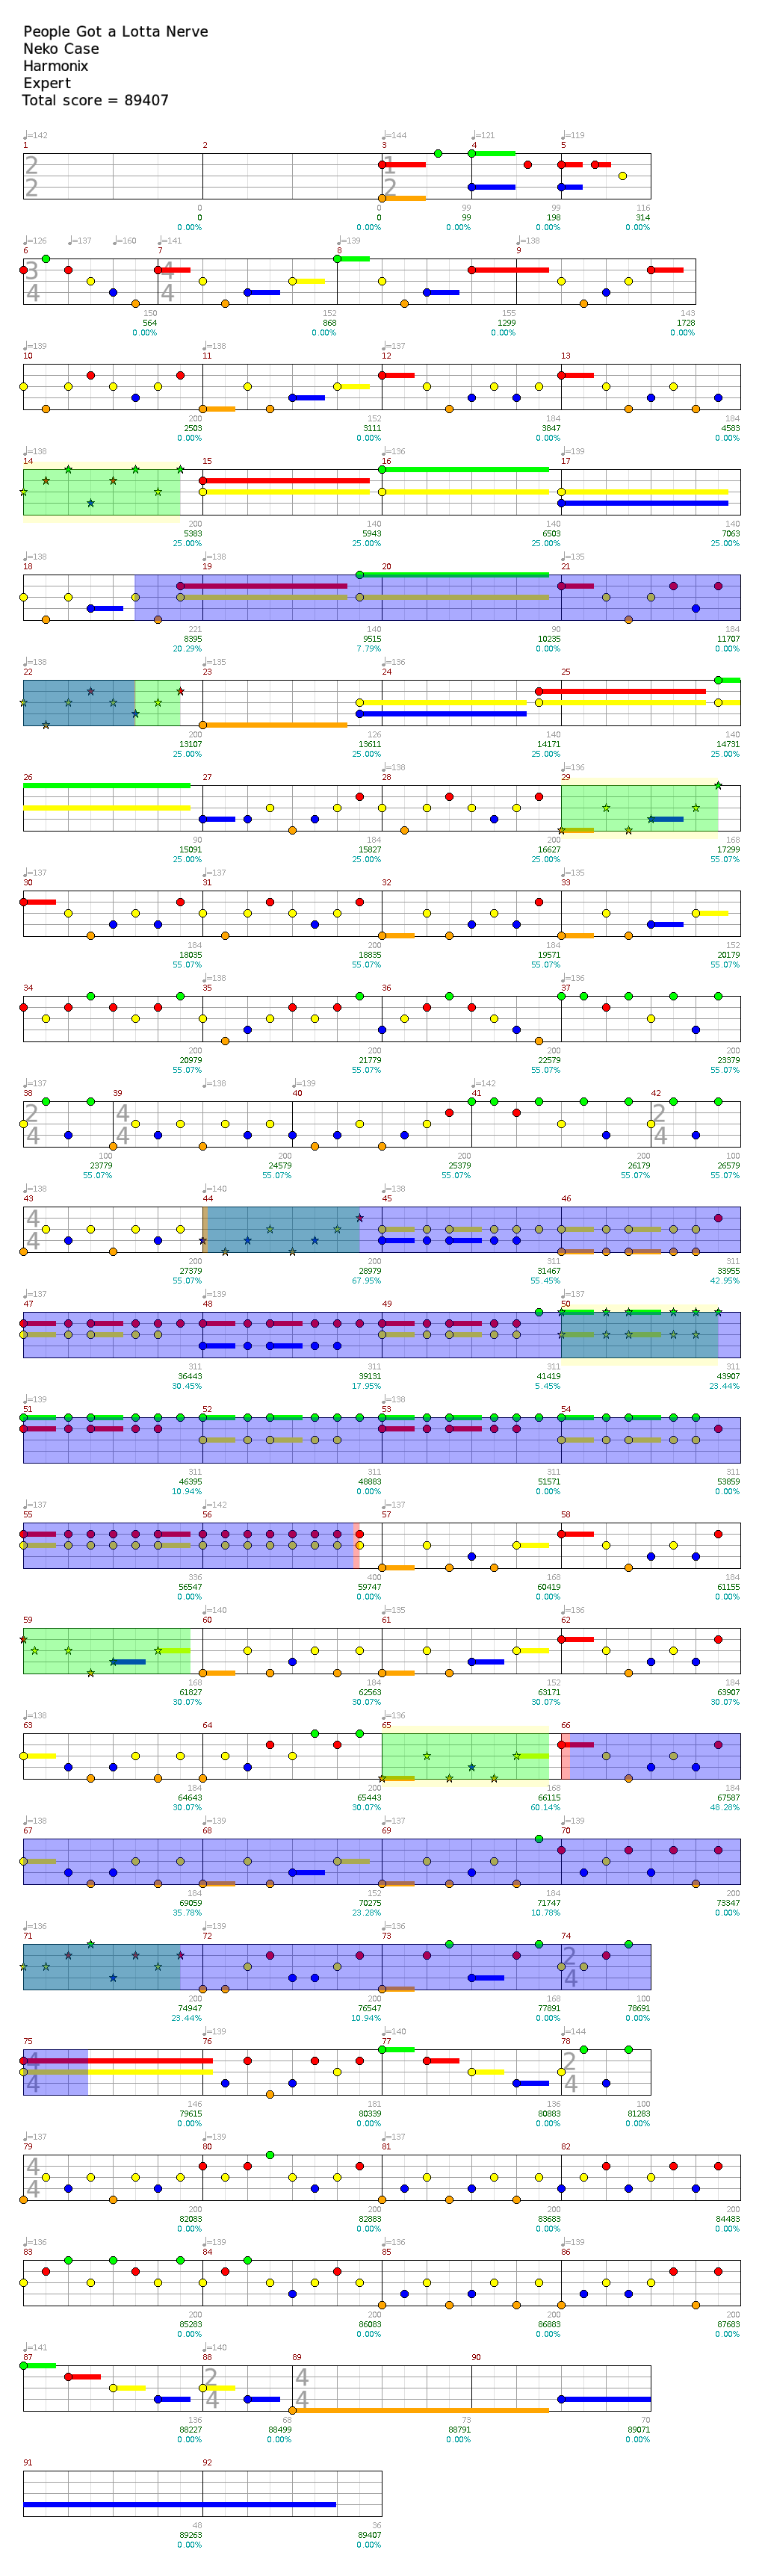 People Got a Lotta Nerve
Neko Case
Harmonix
Expert
Total score = 89407
♩=142 ♩=144 ♩=121 ♩=119
1 2 3 4 5
2 2 1 2
0 0 99 99 116
0 0 99 198 314
0.00% 0.00% 0.00% 0.00% 0.00%
♩=126 ♩=137 ♩=160 ♩=141 ♩=139 ♩=138
6 7 8 9
3 4 4 4
150 152 155 143
564 868 1299 1728
0.00% 0.00% 0.00% 0.00%
♩=139 ♩=138 ♩=137
10 11 12 13
200 152 184 184
2503 3111 3847 4583
0.00% 0.00% 0.00% 0.00%
♩=138 ♩=136 ♩=139
14 15 16 17
200 140 140 140
5383 5943 6503 7063
25.00% 25.00% 25.00% 25.00%
♩=138 ♩=138 ♩=135
18 19 20 21
221 140 90 184
8395 9515 10235 11707
20.29% 7.79% 0.00% 0.00%
♩=138 ♩=135 ♩=136
22 23 24 25
200 126 140 140
13107 13611 14171 14731
25.00% 25.00% 25.00% 25.00%
♩=138 ♩=136
26 27 28 29
90 184 200 168
15091 15827 16627 17299
25.00% 25.00% 25.00% 55.07%
♩=137 ♩=137 ♩=135
30 31 32 33
184 200 184 152
18035 18835 19571 20179
55.07% 55.07% 55.07% 55.07%
♩=138 ♩=136
34 35 36 37
200 200 200 200
20979 21779 22579 23379
55.07% 55.07% 55.07% 55.07%
♩=137 ♩=138 ♩=139 ♩=142
38 39 40 41 42
2 4 4 4 2 4
100 200 200 200 100
23779 24579 25379 26179 26579
55.07% 55.07% 55.07% 55.07% 55.07%
♩=138 ♩=140 ♩=138
43 44 45 46
4 4
200 200 311 311
27379 28979 31467 33955
55.07% 67.95% 55.45% 42.95%
♩=137 ♩=139 ♩=137
47 48 49 50
311 311 311 311
36443 39131 41419 43907
30.45% 17.95% 5.45% 23.44%
♩=139 ♩=138
51 52 53 54
311 311 311 311
46395 48883 51571 53859
10.94% 0.00% 0.00% 0.00%
♩=137 ♩=142 ♩=137
55 56 57 58
336 400 168 184
56547 59747 60419 61155
0.00% 0.00% 0.00% 0.00%
♩=140 ♩=135 ♩=136
59 60 61 62
168 184 152 184
61827 62563 63171 63907
30.07% 30.07% 30.07% 30.07%
♩=138 ♩=136
63 64 65 66
184 200 168 184
64643 65443 66115 67587
30.07% 30.07% 60.14% 48.28%
♩=138 ♩=139 ♩=137 ♩=139
67 68 69 70
184 152 184 200
69059 70275 71747 73347
35.78% 23.28% 10.78% 0.00%
♩=136 ♩=139 ♩=136
71 72 73 74
2 4
200 200 168 100
74947 76547 77891 78691
23.44% 10.94% 0.00% 0.00%
♩=139 ♩=140 ♩=144
75 76 77 78
4 4 2 4
146 181 136 100
79615 80339 80883 81283
0.00% 0.00% 0.00% 0.00%
♩=137 ♩=139 ♩=137
79 80 81 82
4 4
200 200 200 200
82083 82883 83683 84483
0.00% 0.00% 0.00% 0.00%
♩=136 ♩=139 ♩=136 ♩=139
83 84 85 86
200 200 200 200
85283 86083 86883 87683
0.00% 0.00% 0.00% 0.00%
♩=141 ♩=140
87 88 89 90
2 4 4 4
136 68 73 70
88227 88499 88791 89071
0.00% 0.00% 0.00% 0.00%
91 92
48 36
89263 89407
0.00% 0.00%